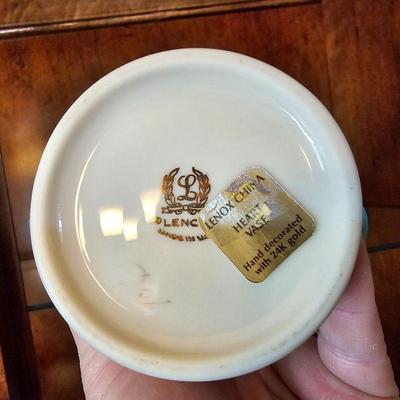 L
© LENOX
LENOX CHINA
HEART
VASE
Hand decorated
with 24K gold